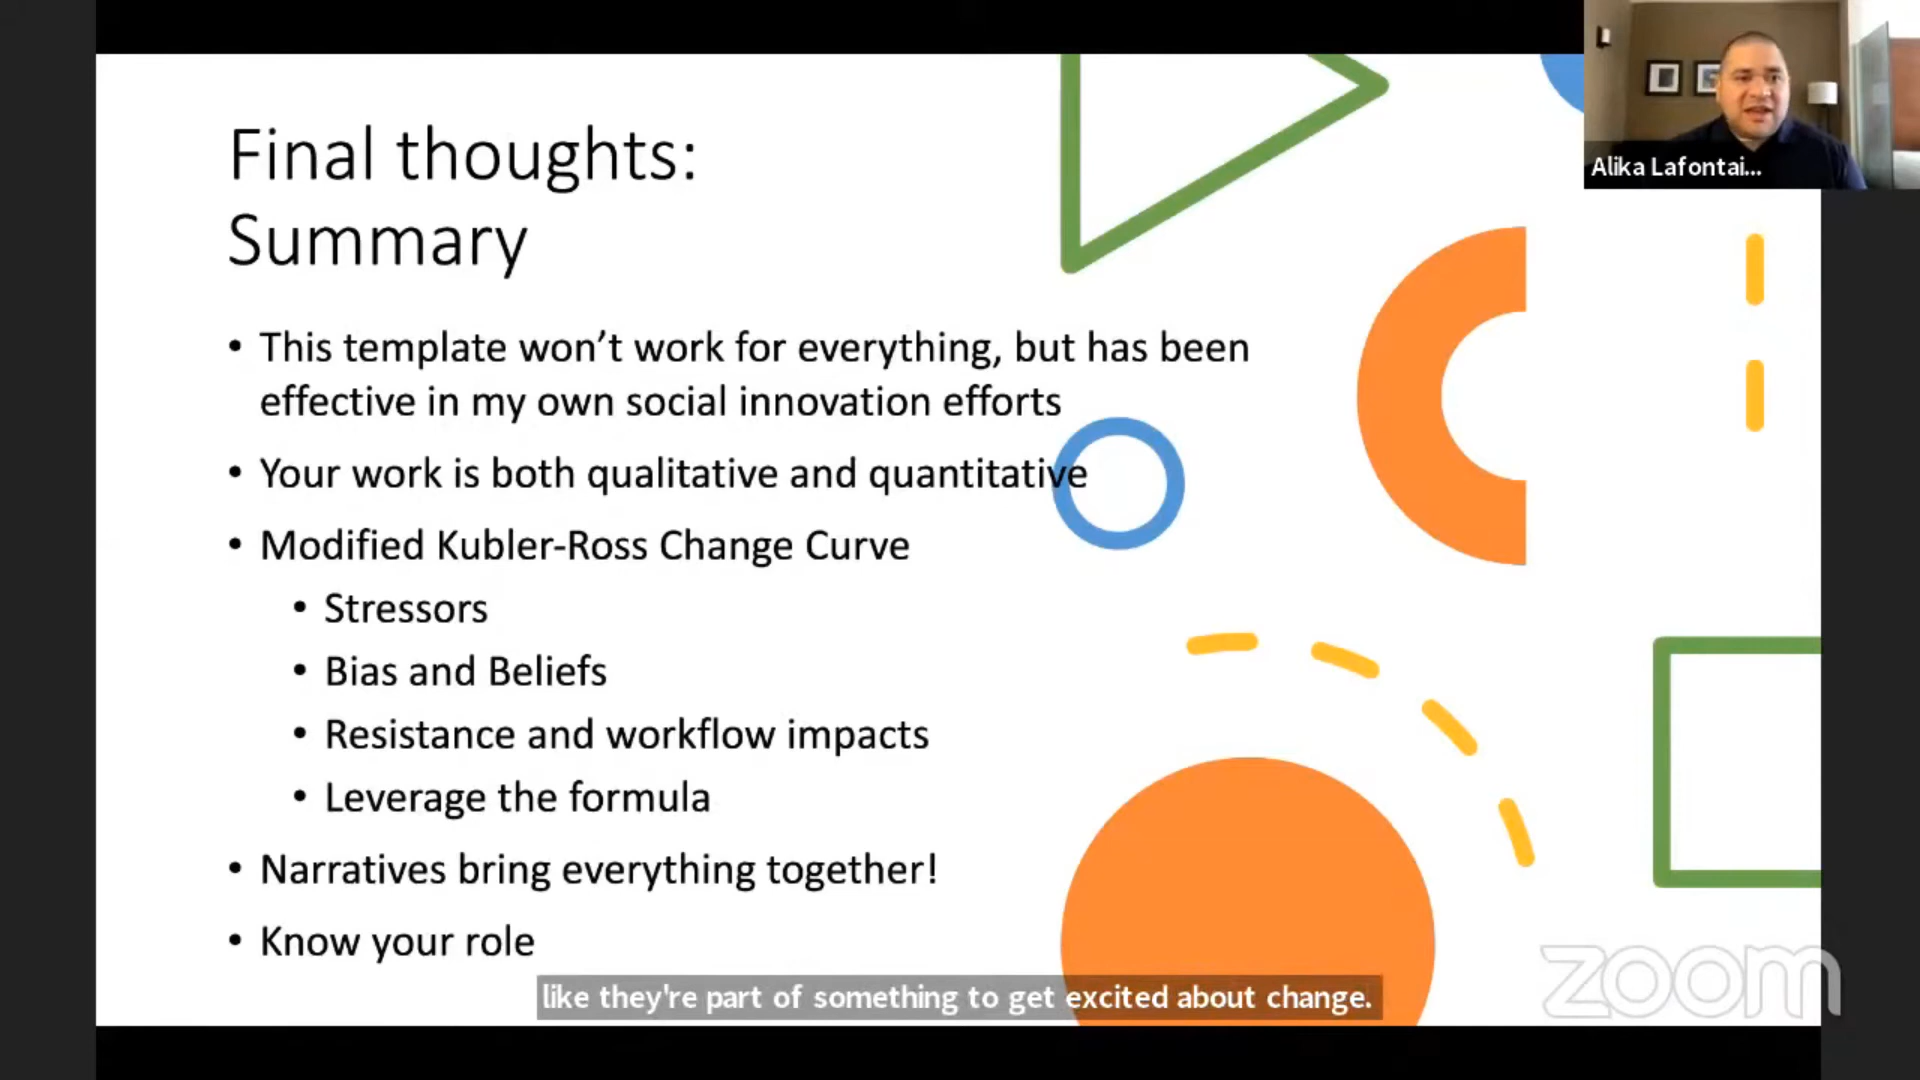 Final thoughts:
Summary
Alika Lafontai...
• This template won't work for everything, but has been
effective in my own social innovation efforts
• Your work is both qualitative and quantitative
• Modified Kubler-Ross Change Curve
• Stressors
• Bias and Beliefs
• Resistance and workflow impacts
• Leverage the formula
• Narratives bring everything together!
• Know your role
like they're part of something to get excited about change.
zoom